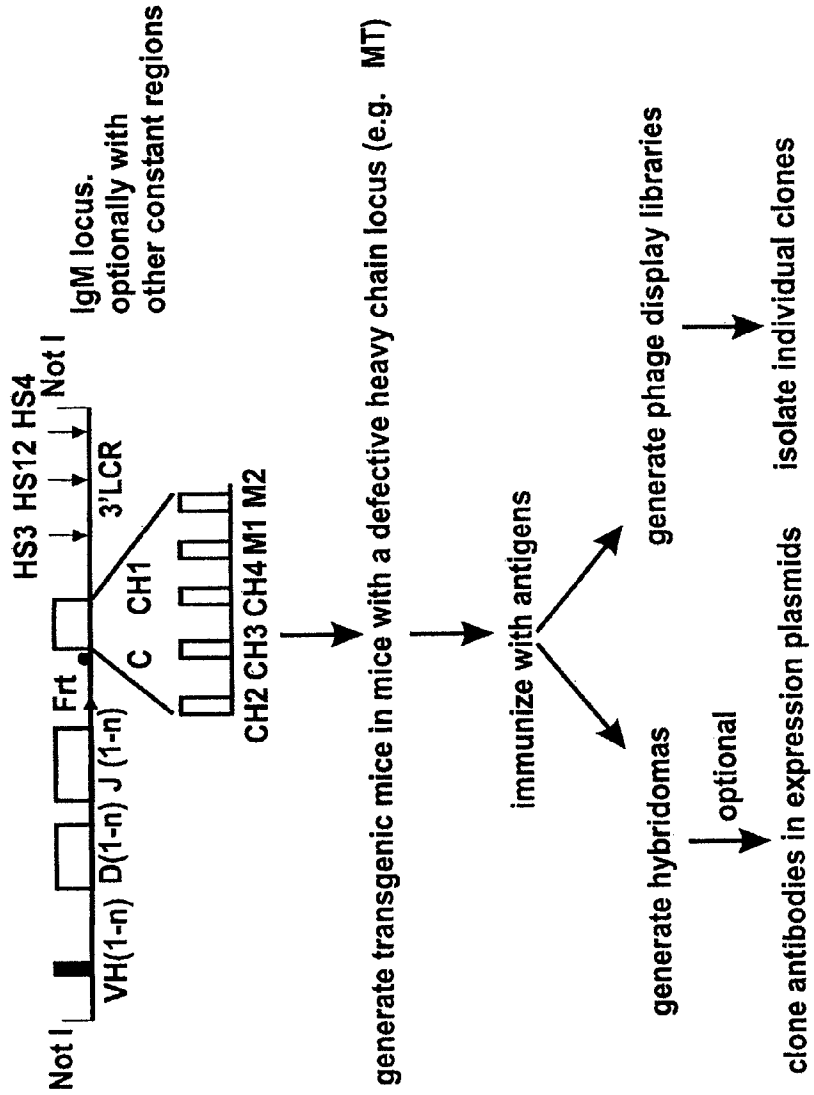 HS3 HS12 HS4
Not I
Not I
Frt
VH(1-n) D(1-n) J (1-n)
3'LCR
IgM locus.
optionally with
other constant regions
C CH1
CH2 CH3 CH4 M1 M2
generate transgenic mice in mice with a defective heavy chain locus (e.g. MT)
immunize with antigens
generate hybridomas
generate phage display libraries
optional
clone antibodies in expression plasmids
isolate individual clones